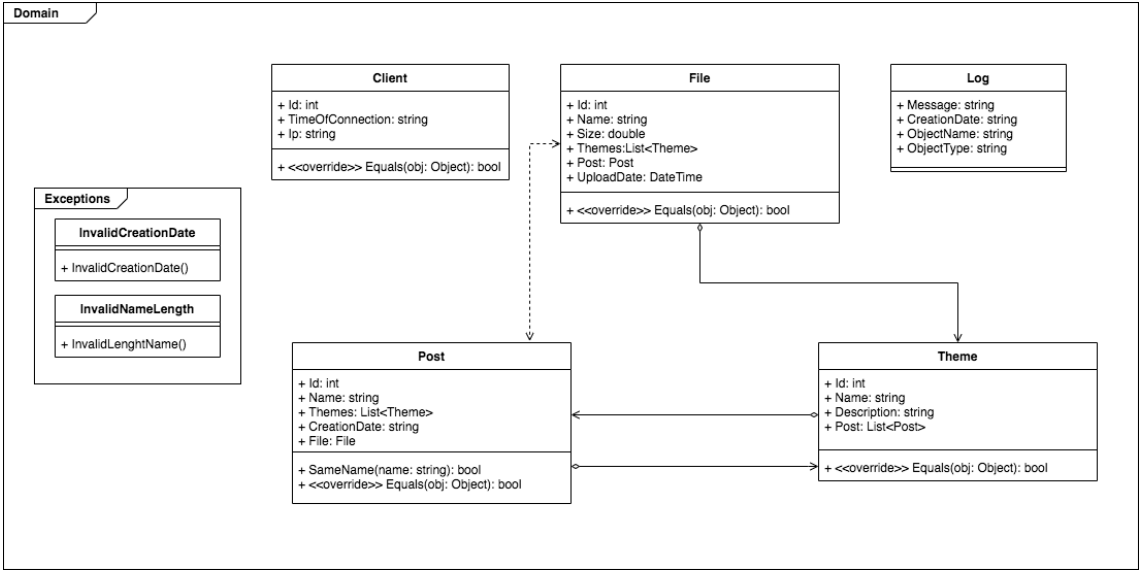 Domain
Client
+ Id: int
+ TimeOfConnection: string
+ Ip: string
+ <<override>> Equals(obj: Object): bool
File
+ Id: int
+ Name: string
+ Size: double
+ Themes:List<Theme>
+ Post: Post
+ UploadDate: DateTime
+ <<override>> Equals(obj: Object): bool
Log
+ Message: string
+ CreationDate: string
+ ObjectName: string
+ ObjectType: string
Exceptions
InvalidCreationDate
+ InvalidCreationDate()
InvalidNameLength
+ InvalidLenghtName()
Post
+ Id: int
+ Name: string
+ Themes: List<Theme>
+ CreationDate: string
+ File: File
+ SameName(name: string): bool
+ <<override>> Equals(obj: Object): bool
Theme
+ Id: int
+ Name: string
+ Description: string
+ Post: List<Post>
+ <<override>> Equals(obj: Object): bool